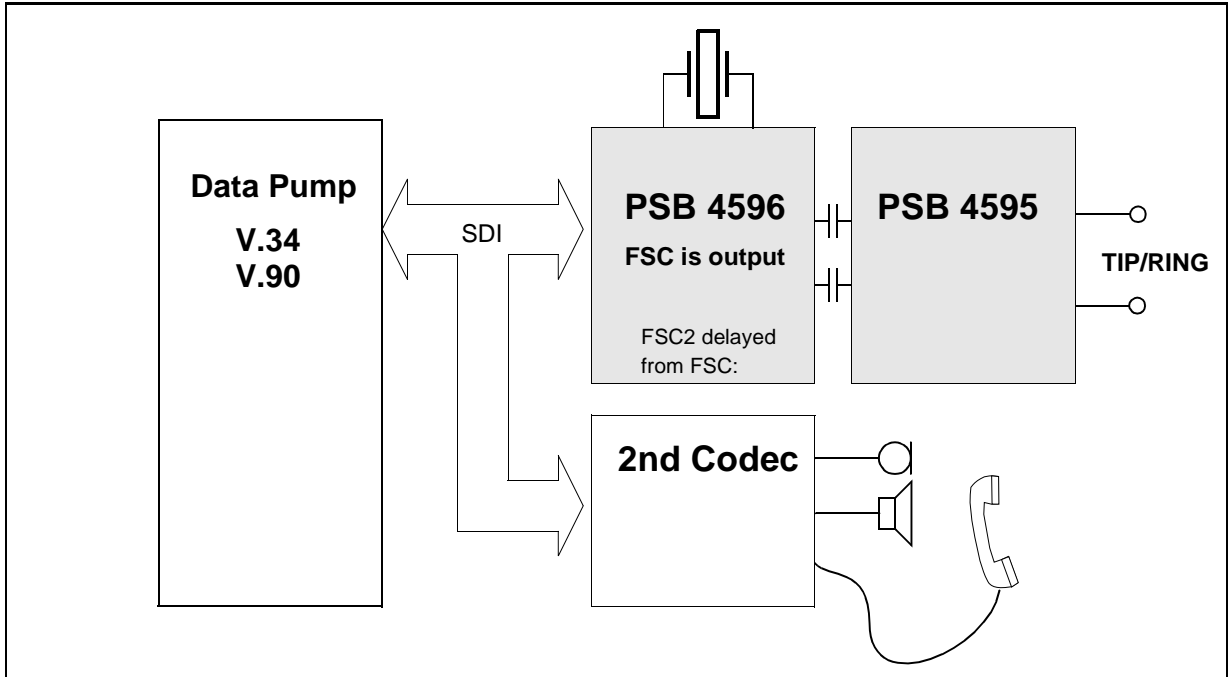 Data Pump
V.34
V.90
SDI
PSB 4596
FSC is output
FSC2 delayed
from FSC:
PSB 4595
TIP/RING
2nd Codec